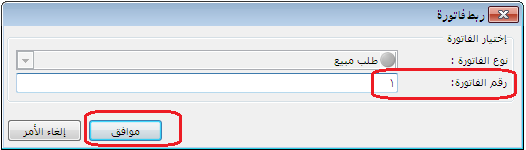 ربط فاتورة
إختيار الفاتورة
نوع الفاتورة : طلب مبيع
رقم الفاتورة: ١
موافق إلغاء الأمر